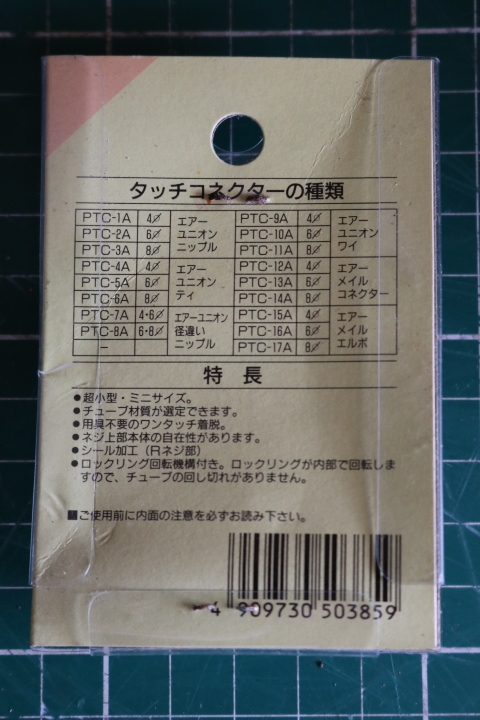 タッチコネクターの種類
PTC-1A 4∅ エアー PTC-9A 4∅ エアー
PTC-2A 6∅ ユニオン PTC-10A 6∅ ユニオン
PTC-3A 8∅ ニップル PTC-11A 8∅ ワイ
PTC-4A 4∅ エアー PTC-12A 4∅ エアー
PTC-5A 6∅ ユニオン PTC-13A 6∅ メイル
PTC-6A 8∅ ティ PTC-14A 8∅ コネクター
PTC-7A 4・6∅ エアーユニオン PTC-15A 4∅ エアー
PTC-8A 6・8∅ 径違い PTC-16A 6∅ メイル
― ニップル PTC-17A 8∅ エルボ
特 長
●超小型・ミニサイズ。
●チューブ材質が選定できます。
●用具不要のワンタッチ着脱。
●ネジ上部本体の自在性があります。
●シール加工（Rネジ部）
●ロックリング回転機構付き。ロックリングが内部で回転しま
すので、チューブの回し切れがありません。
■ご使用前に内面の注意を必ずお読み下さい。
4 909730 503859